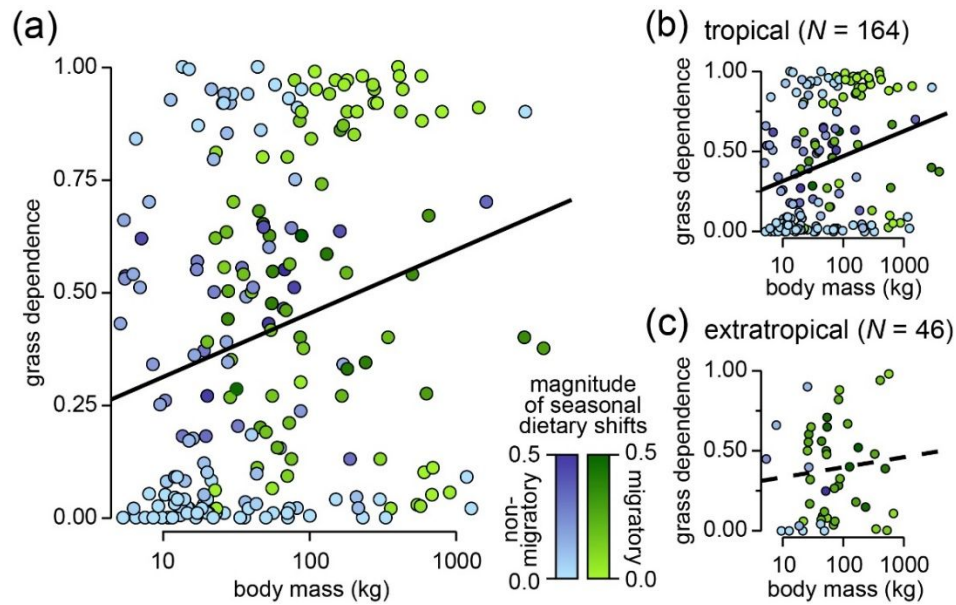 (a)
1.00
0.75
0.50
0.25
0.00
grass dependence
10
100
1000
body mass (kg)
magnitude
of seasonal
dietary shifts
0.5
0.0
non-
migratory
0.5
0.0
migratory
(b) tropical (N = 164)
1.00
0.50
0.00
grass dependence
10
100
1000
body mass (kg)
(c) extratropical (N = 46)
1.00
0.50
0.00
grass dependence
10
100
1000
body mass (kg)